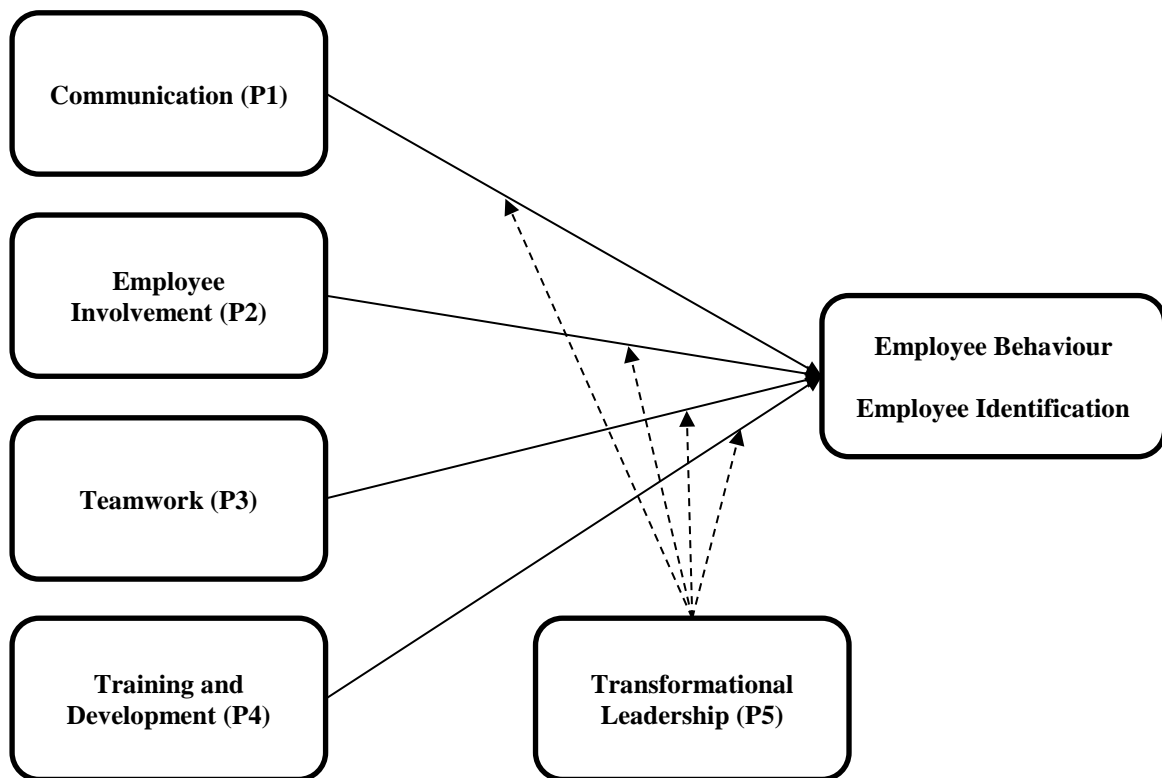 Communication (P1)
Employee
Involvement (P2)
Teamwork (P3)
Training and
Development (P4)
Employee Behaviour
Employee Identification
Transformational
Leadership (P5)